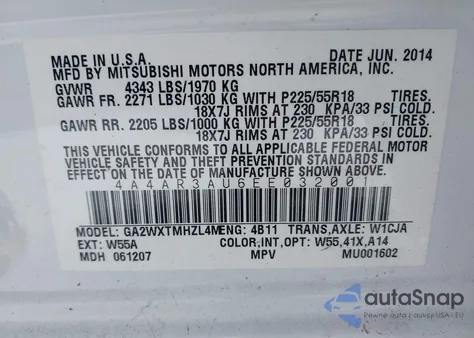 MADE IN U.S.A. DATE JUN. 2014
MFD BY MITSUBISHI MOTORS NORTH AMERICA, INC.
GVWR 4343 LBS/1970 KG
GAWR FR. 2271 LBS/1030 KG WITH P225/55R18 TIRES.
18X7J RIMS AT 230 KPA/33 PSI COLD.
GAWR RR. 2205 LBS/1000 KG WITH P225/55R18 TIRES.
18X7J RIMS AT 230 KPA/33 PSI COLD.
THIS VEHICLE CONFORMS TO ALL APPLICABLE FEDERAL MOTOR
VEHICLE SAFETY AND THEFT PREVENTION STANDARDS IN
EFFECT ON THE DATE OF MANUFACTURE SHOWN ABOVE.
4A4AR3AU6EE032001
MODEL: GA2WXTMHZL4M ENG: 4B11 TRANS,AXLE: W1CJA
EXT: W55A COLOR,INT,OPT: W55,41X,A14
MDH 061207 MPV MU001602
autoSnap
Pewne auta z aukcji USA i EU